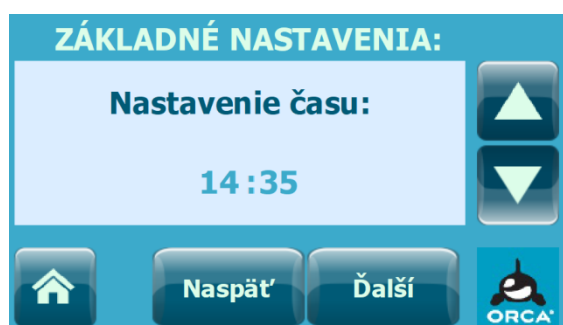 ZÁKLADNÉ NASTAVENIA:
Nastavenie času:
14:35
Naspäť
Ďalší
ORCA